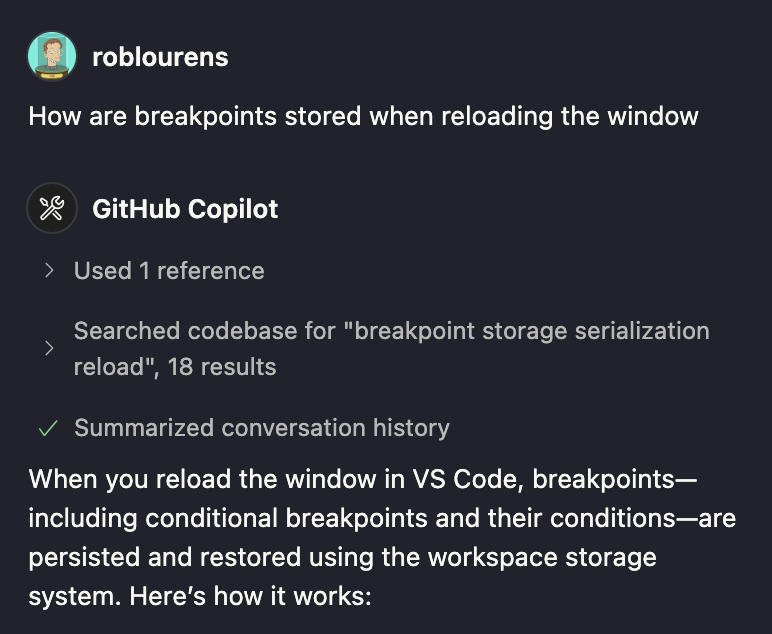 roblourens
How are breakpoints stored when reloading the window
GitHub Copilot
Used 1 reference
Searched codebase for "breakpoint storage serialization
reload", 18 results
Summarized conversation history
When you reload the window in VS Code, breakpoints—
including conditional breakpoints and their conditions—are
persisted and restored using the workspace storage
system. Here’s how it works: